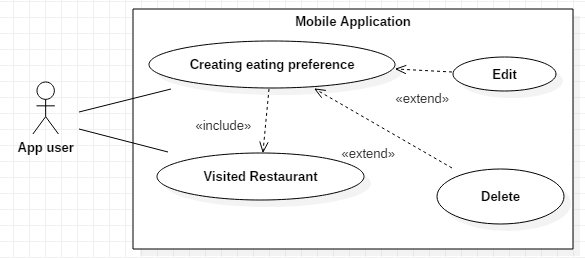 Mobile Application
Creating eating preference
Edit
«extend»
«include»
«extend»
App user
Visited Restaurant
Delete